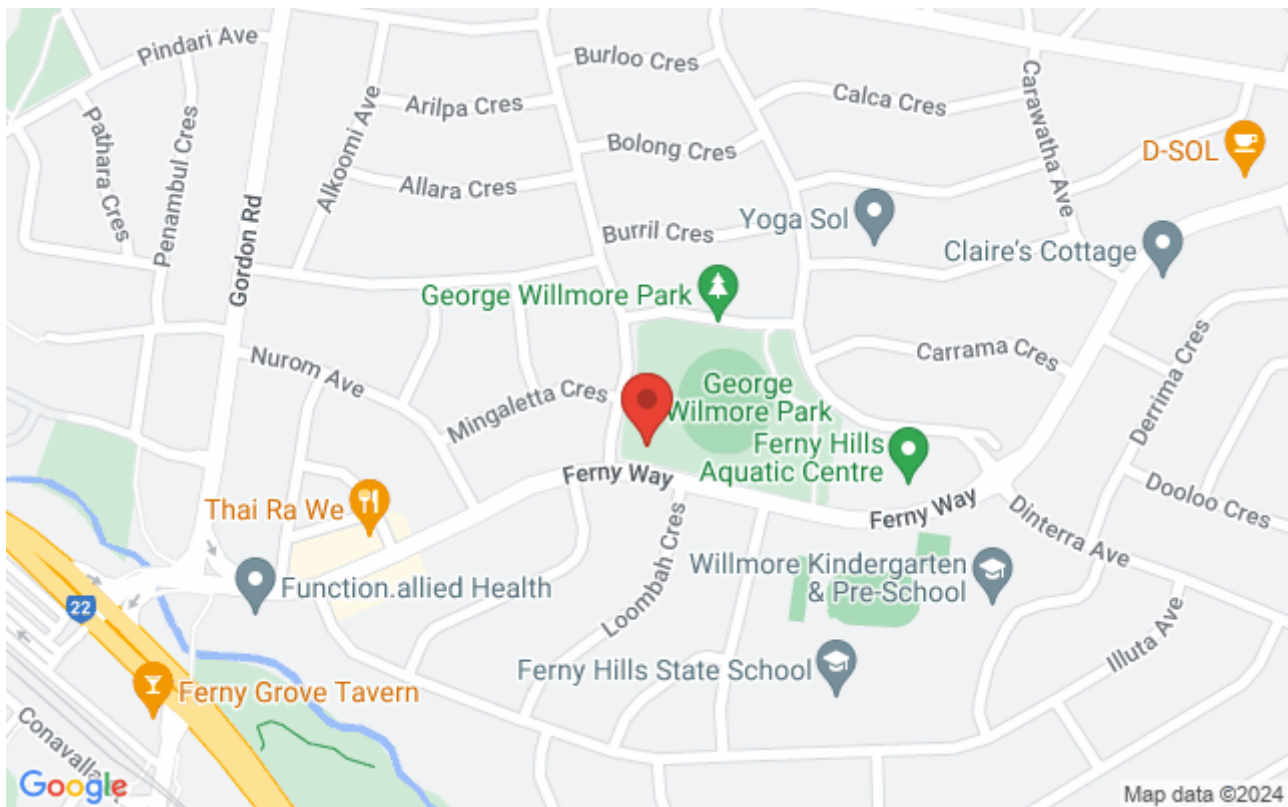 Pindari Ave
Burloo Cres
Carawatha Ave
Pathara Cres
Penambul Cres
Alkoomi Ave
Arilpa Cres
Calca Cres
Bolong Cres
D-SOL
Allara Cres
Gordon Rd
Yoga Sol
Burril Cres
Claire's Cottage
George Willmore Park
Nurom Ave
Carrama Cres
Derrima Cres
Mingaletta Cres
George
Wilmore Park
Ferny Hills
Aquatic Centre
Ferny Way
Dooloo Cres
Thai Ra We
Ferny Way
Dinterra Ave
Loombah Cres
Willmore Kindergarten
& Pre-School
Function.allied Health
22
Illuta Ave
Ferny Hills State School
Ferny Grove Tavern
Google
Map data ©2024